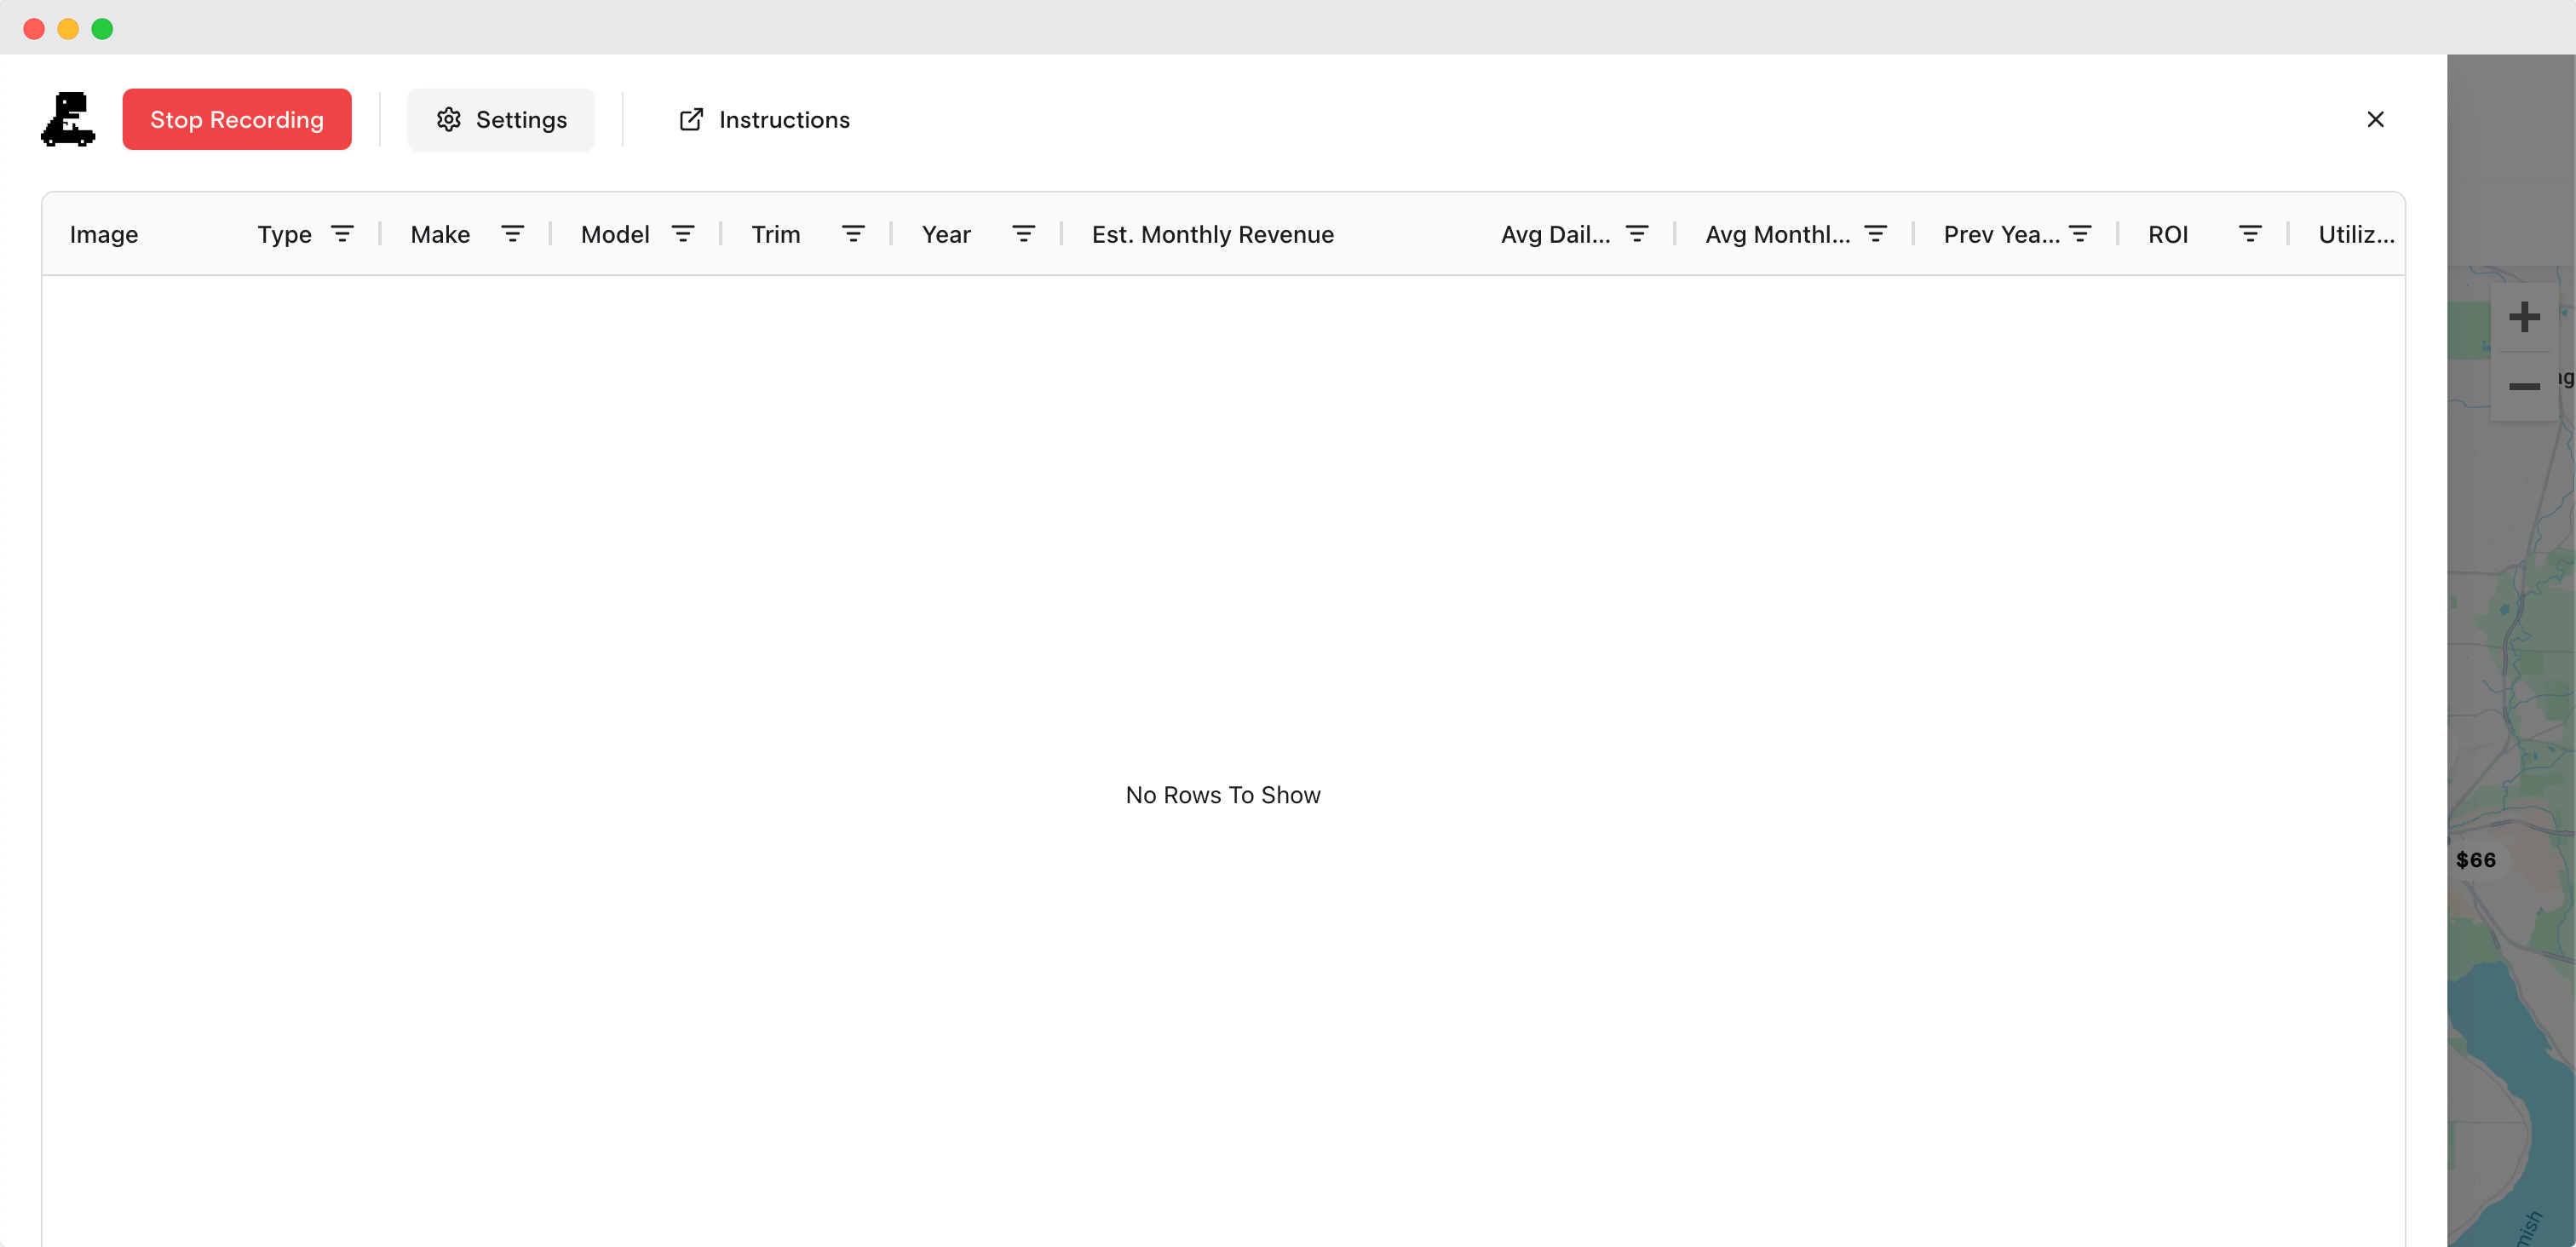 Stop Recording
Settings
Instructions
Image Type Make Model Trim Year Est. Monthly Revenue Avg Dail... Avg Monthl... Prev Yea... ROI Utiliz...
No Rows To Show
$66